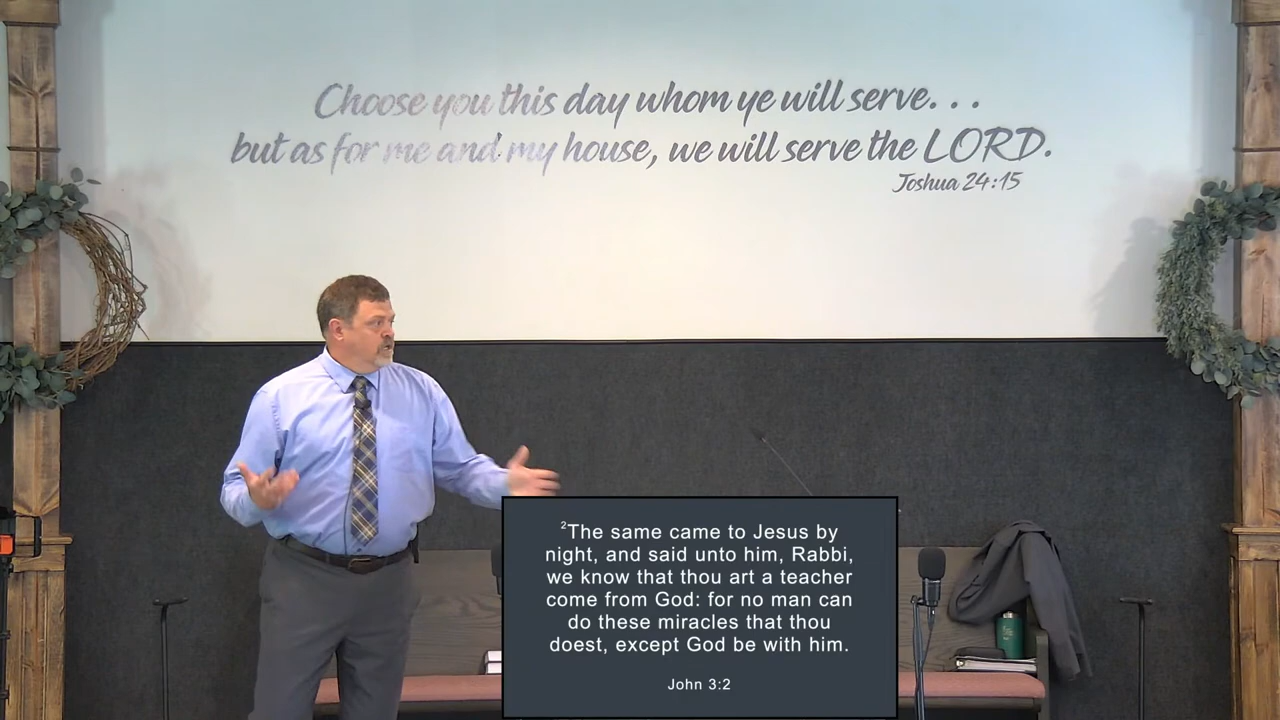 Choose you this day whom ye will serve. . .
but as for me and my house, we will serve the LORD.
Joshua 24:15
²The same came to Jesus by
night, and said unto him, Rabbi,
we know that thou art a teacher
come from God: for no man can
do these miracles that thou
doest, except God be with him.
John 3:2